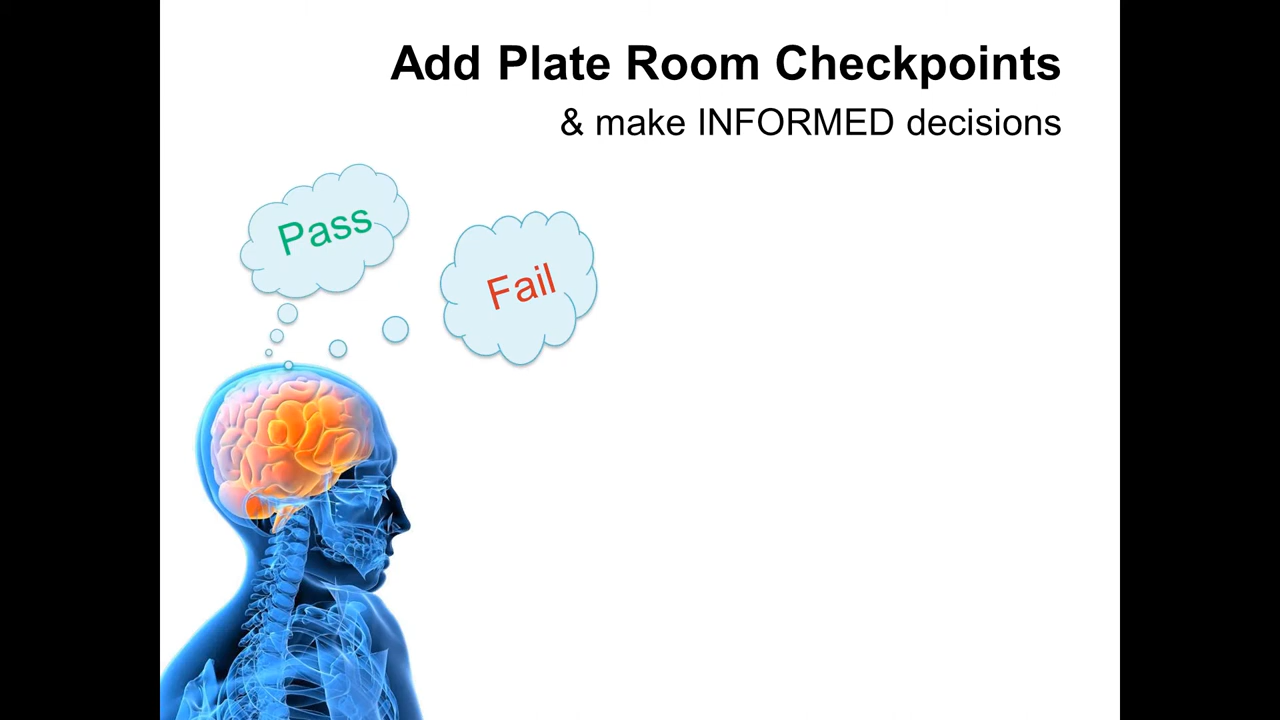 Add Plate Room Checkpoints
& make INFORMED decisions
Pass
Fail